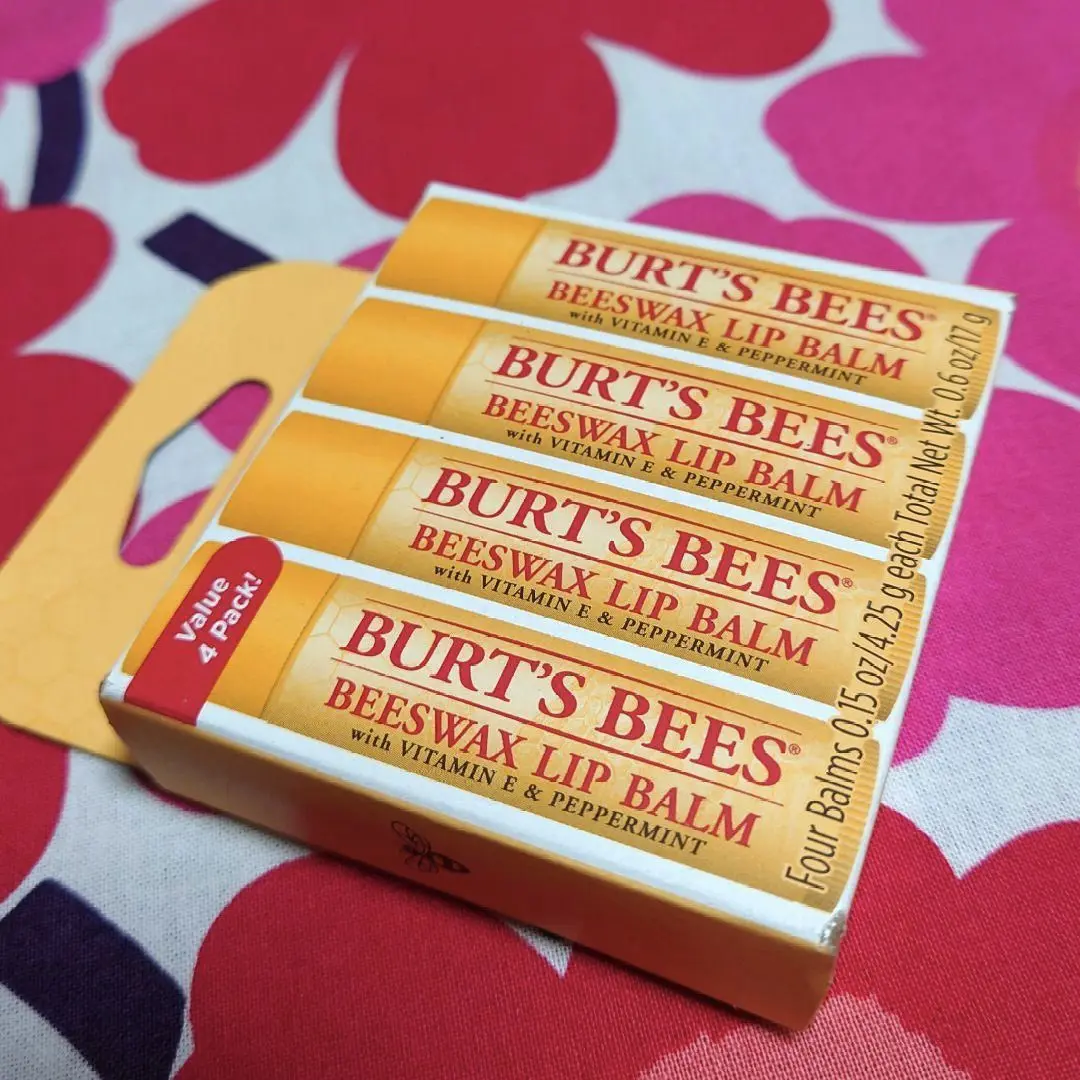 BURT'S BEES®
BEESWAX LIP BALM
with VITAMIN E & PEPPERMINT
BURT'S BEES®
BEESWAX LIP BALM
with VITAMIN E & PEPPERMINT
BURT'S BEES®
BEESWAX LIP BALM
with VITAMIN E & PEPPERMINT
Value
4 Pack!
BURT'S BEES®
BEESWAX LIP BALM
with VITAMIN E & PEPPERMINT
Four Balms 0.15 oz/4.25 g each Total Net Wt. 0.6 oz/17 g